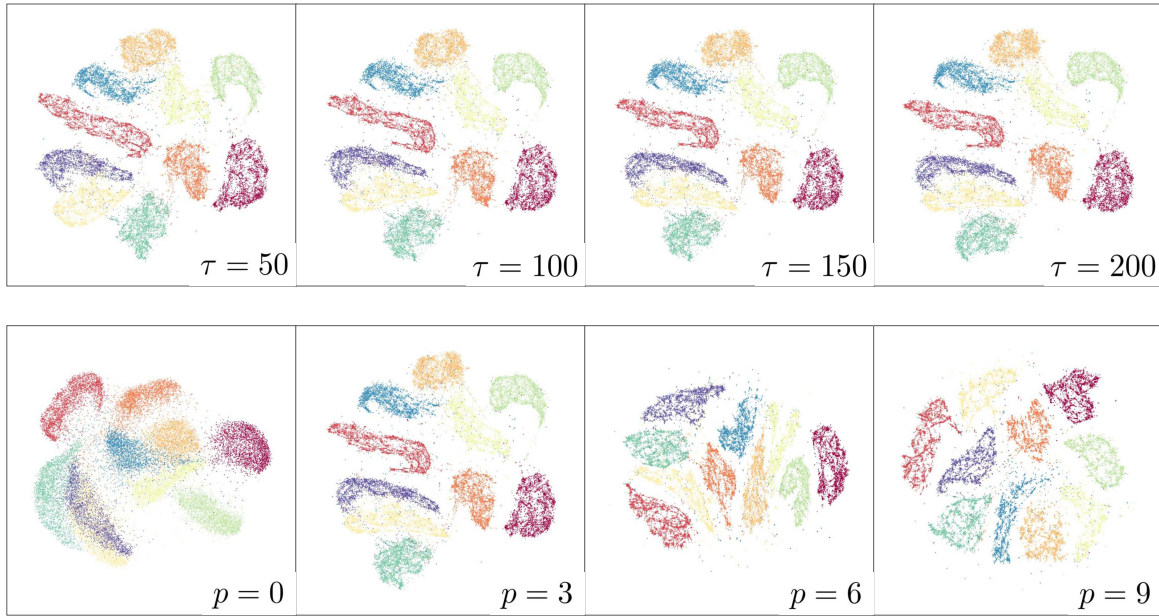 τ = 50
τ = 100
τ = 150
τ = 200
p = 0
p = 3
p = 6
p = 9